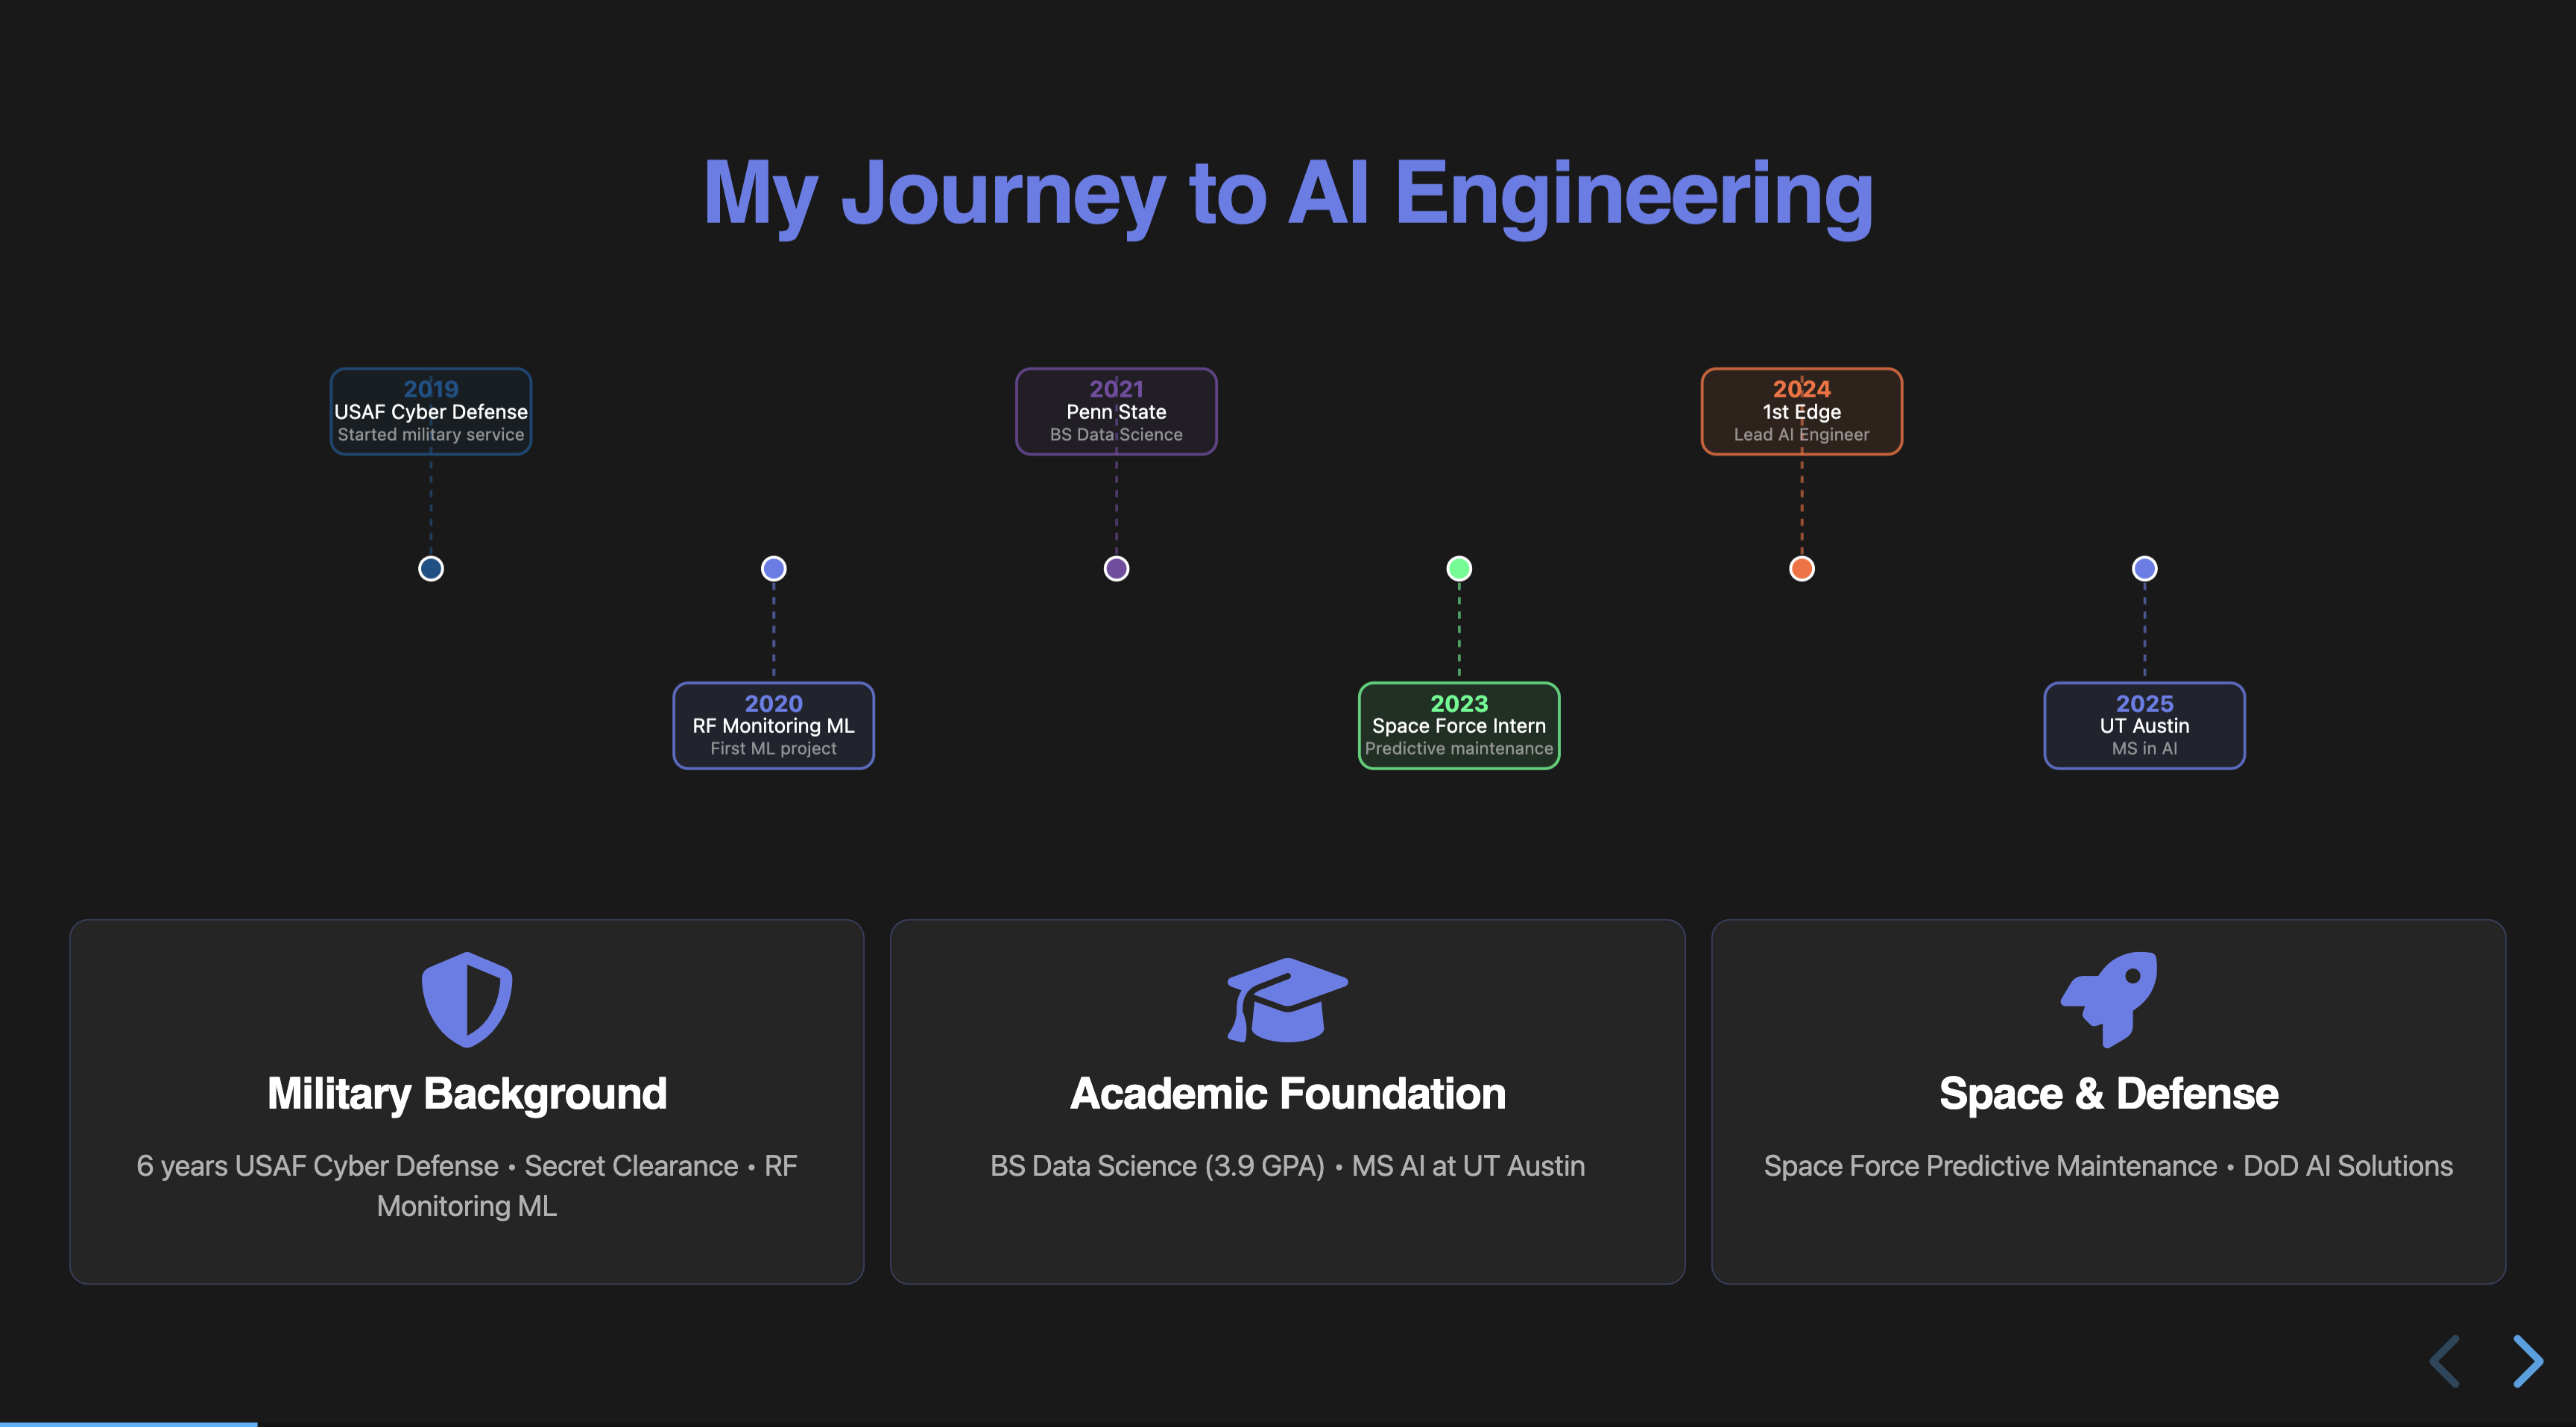 My Journey to AI Engineering
2019
USAF Cyber Defense
Started military service
2021
Penn State
BS Data Science
2024
1st Edge
Lead AI Engineer
2020
RF Monitoring ML
First ML project
2023
Space Force Intern
Predictive maintenance
2025
UT Austin
MS in AI
Military Background
6 years USAF Cyber Defense • Secret Clearance • RF
Monitoring ML
Academic Foundation
BS Data Science (3.9 GPA) • MS AI at UT Austin
Space & Defense
Space Force Predictive Maintenance • DoD AI Solutions